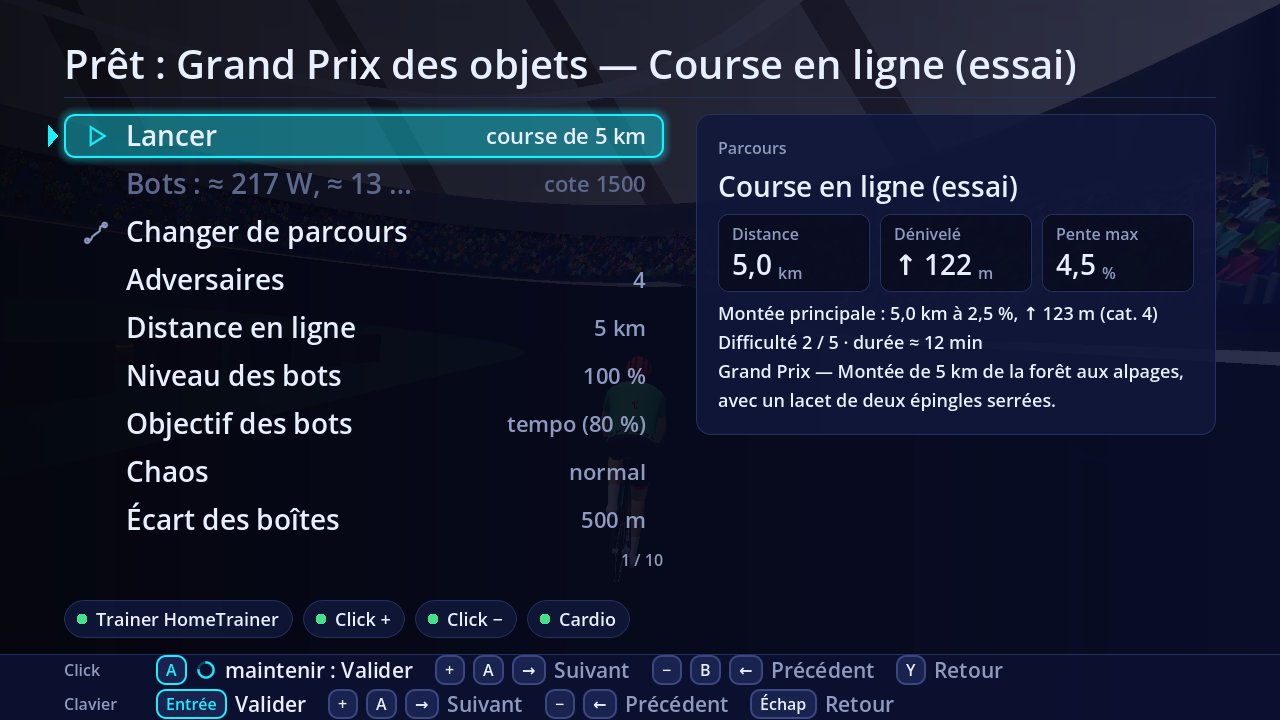 Prêt : Grand Prix des objets — Course en ligne (essai)
Lancer course de 5 km
Bots : ≈ 217 W, ≈ 13 ... cote 1500
Changer de parcours
Adversaires 4
Distance en ligne 5 km
Niveau des bots 100 %
Objectif des bots tempo (80 %)
Chaos normal
Écart des boîtes 500 m
1 / 10
Parcours
Course en ligne (essai)
Distance Dénivelé Pente max
5,0 km ↑ 122 m 4,5 %
Montée principale : 5,0 km à 2,5 %, ↑ 123 m (cat. 4)
Difficulté 2 / 5 · durée ≈ 12 min
Grand Prix — Montée de 5 km de la forêt aux alpages,
avec un lacet de deux épingles serrées.
Trainer HomeTrainer Click + Click − Cardio
Click A maintenir : Valider + A → Suivant − B ← Précédent Y Retour
Clavier Entrée Valider + A → Suivant − ← Précédent Échap Retour